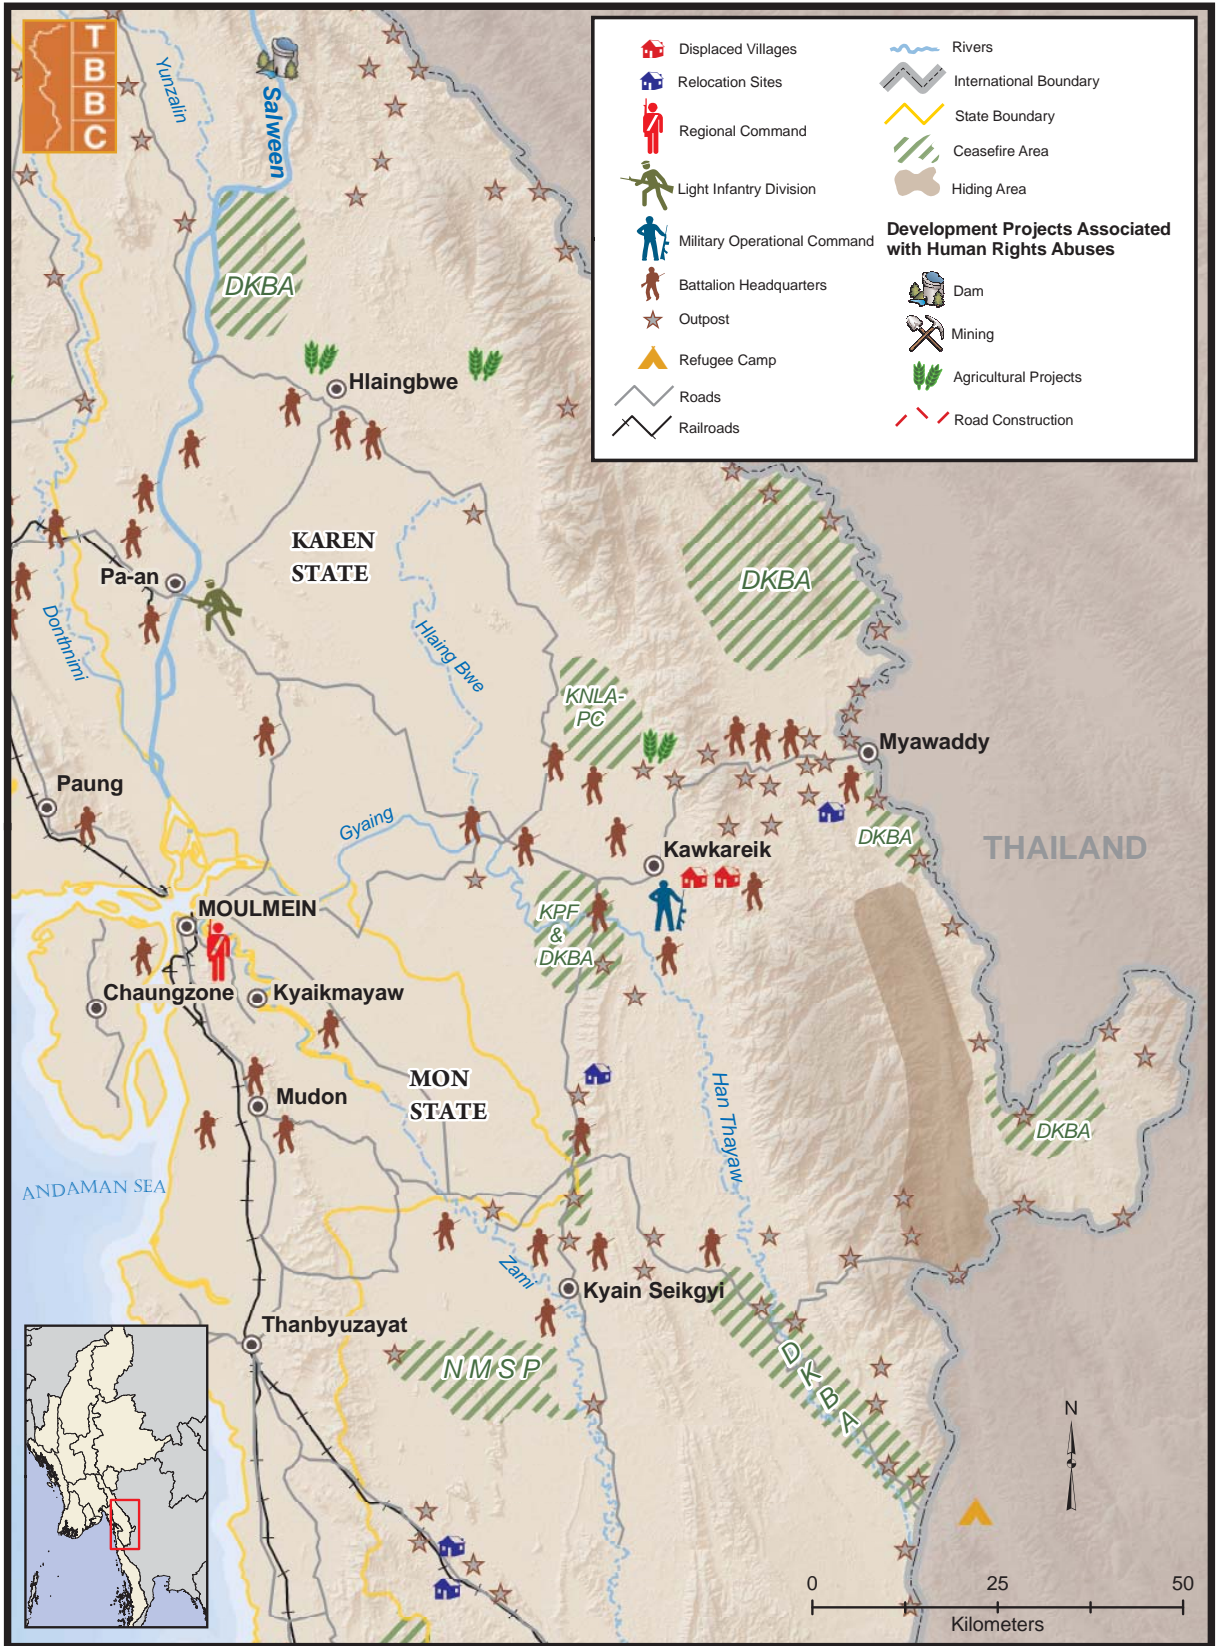 T
B
B
C
Displaced Villages
Relocation Sites
Regional Command
Light Infantry Division
Military Operational Command
Battalion Headquarters
Outpost
Refugee Camp
Roads
Railroads
Rivers
International Boundary
State Boundary
Ceasefire Area
Hiding Area
Development Projects Associated
with Human Rights Abuses
Dam
Mining
Agricultural Projects
Road Construction
Yunzalin
Salween
DKBA
Hlaingbwe
KAREN
STATE
Pa-an
Donthnimi
Hlaing Bwe
DKBA
KNLA-
PC
Myawaddy
Paung
Gyaing
DKBA
THAILAND
Kawkareik
MOULMEIN
KPF
&
DKBA
Chaungzone
Kyaikmayaw
MON
STATE
Mudon
Han Thayaw
DKBA
ANDAMAN SEA
Zami
Kyain Seikgyi
Thanbyuzayat
NMSP
DKBA
N
0 25 50
Kilometers